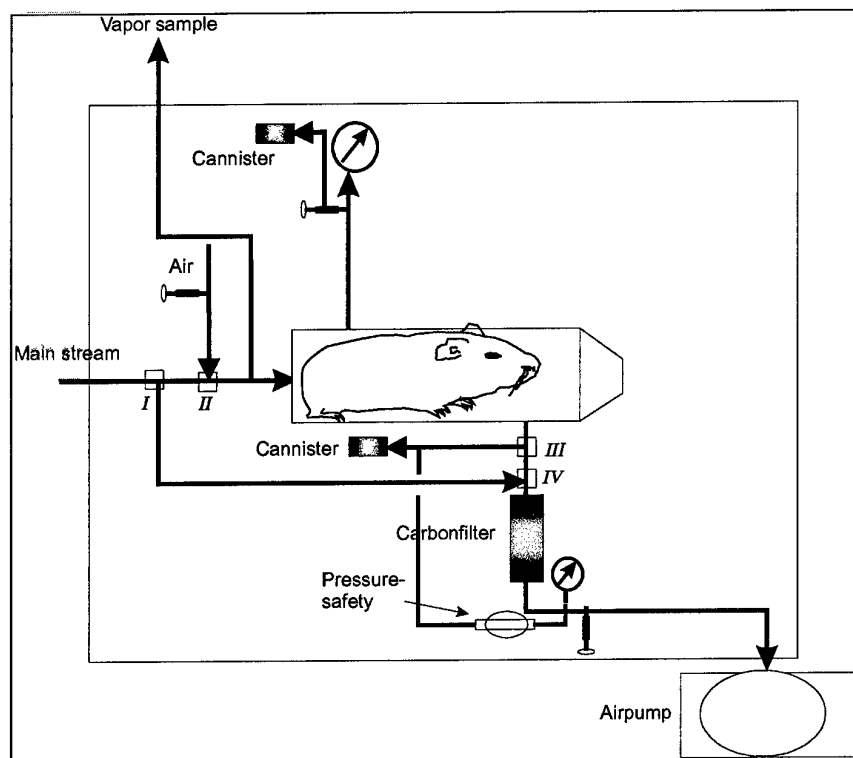 Vapor sample
Cannister
Air
Main stream
I
II
Cannister
III
IV
Carbonfilter
Pressure-
safety
Airpump